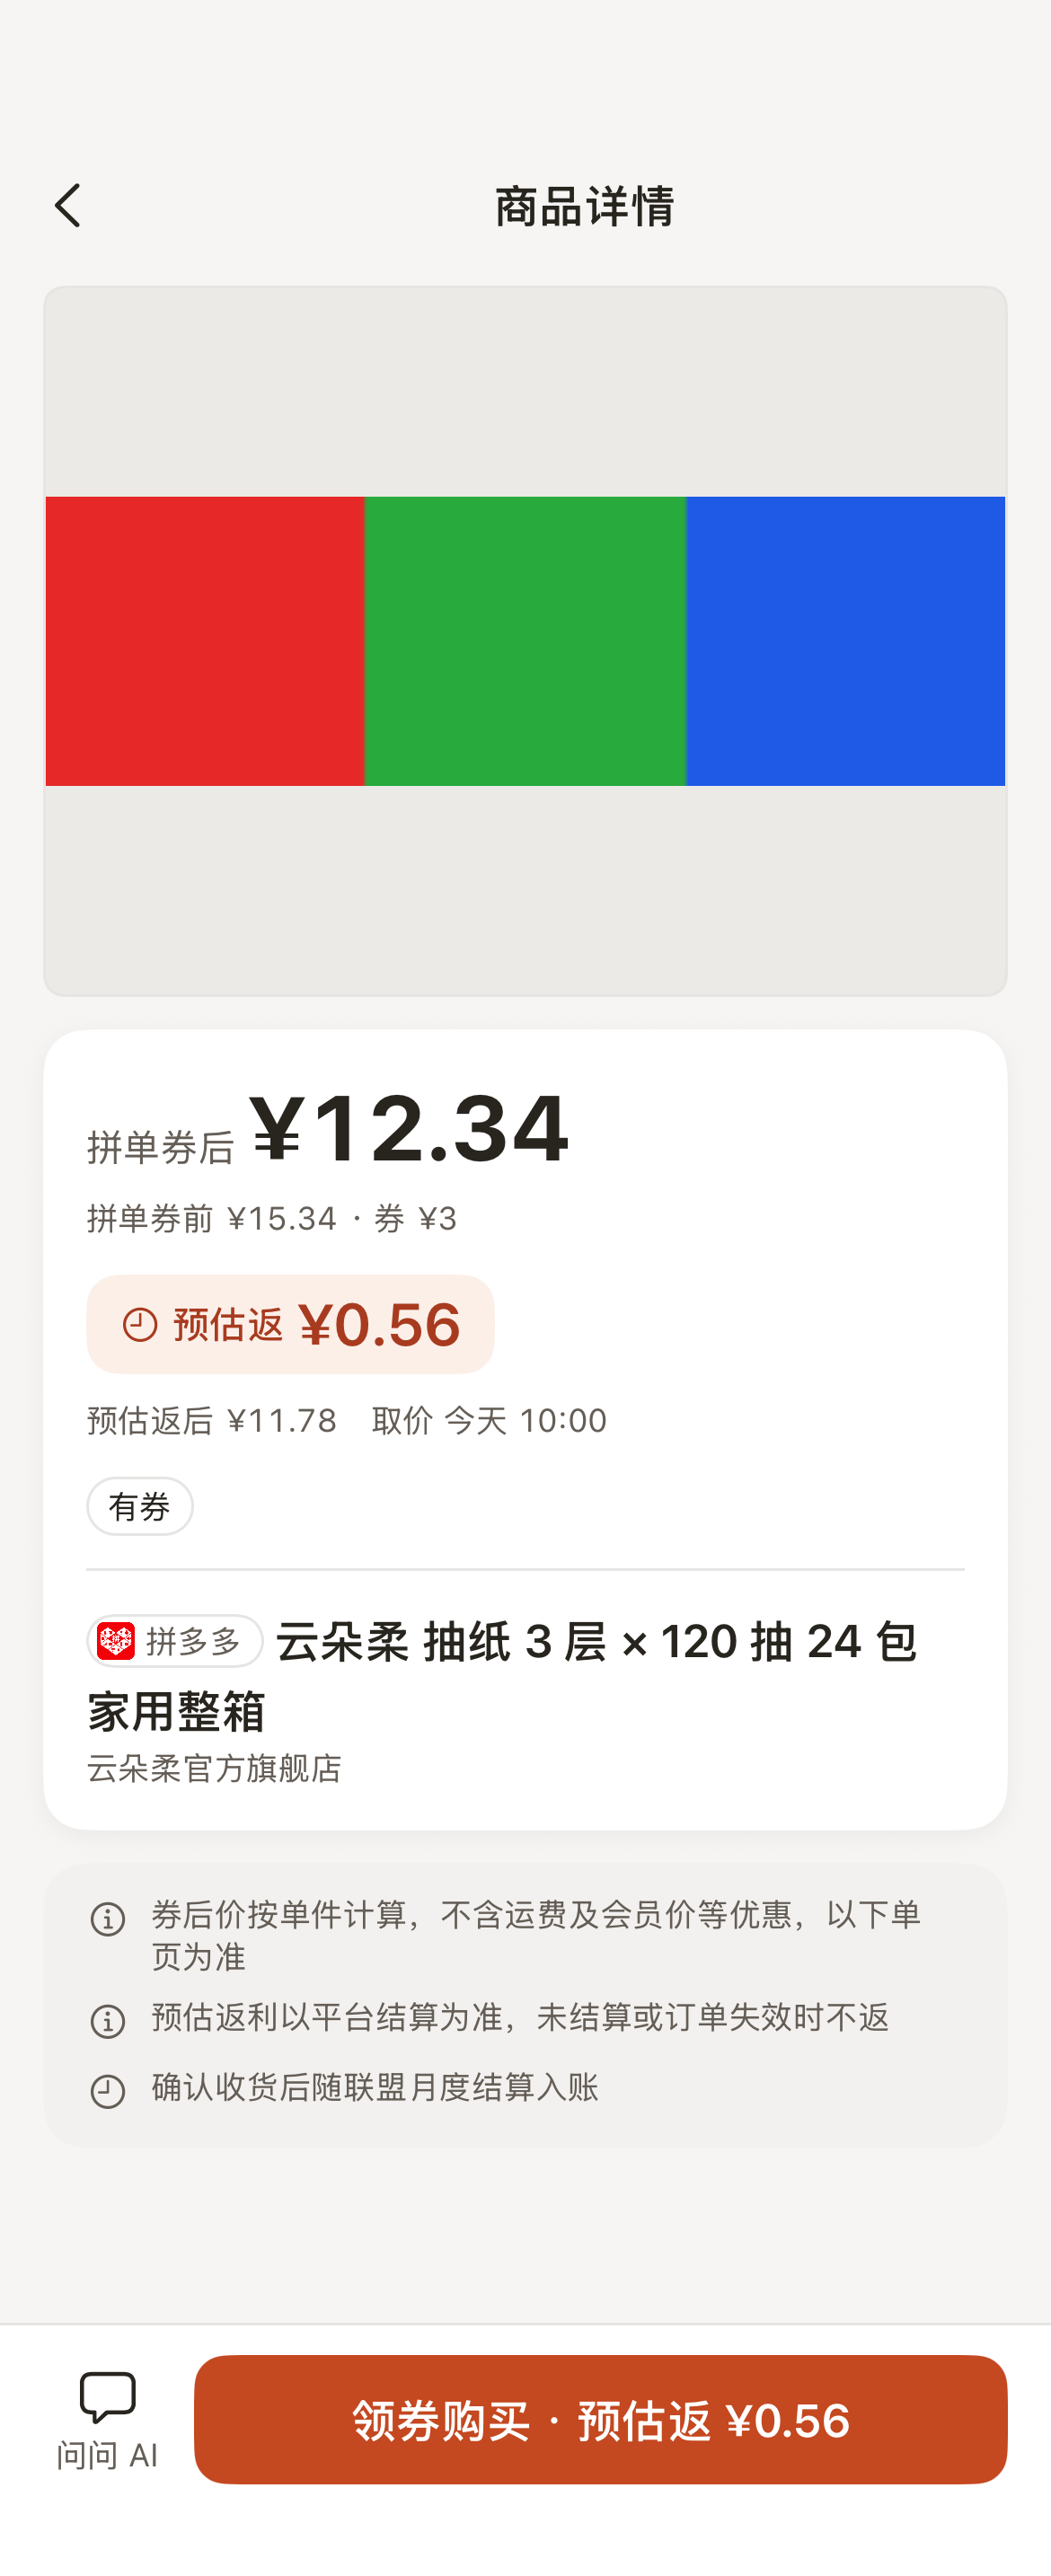 商品详情
拼单券后 ¥12.34
拼单券前 ¥15.34 · 券 ¥3
预估返 ¥0.56
预估返后 ¥11.78 取价 今天 10:00
有券
拼多多 云朵柔 抽纸 3 层 × 120 抽 24 包
家用整箱
云朵柔官方旗舰店
券后价按单件计算，不含运费及会员价等优惠，以下单
页为准
预估返利以平台结算为准，未结算或订单失效时不返
确认收货后随联盟月度结算入账
领券购买 · 预估返 ¥0.56
问问 AI